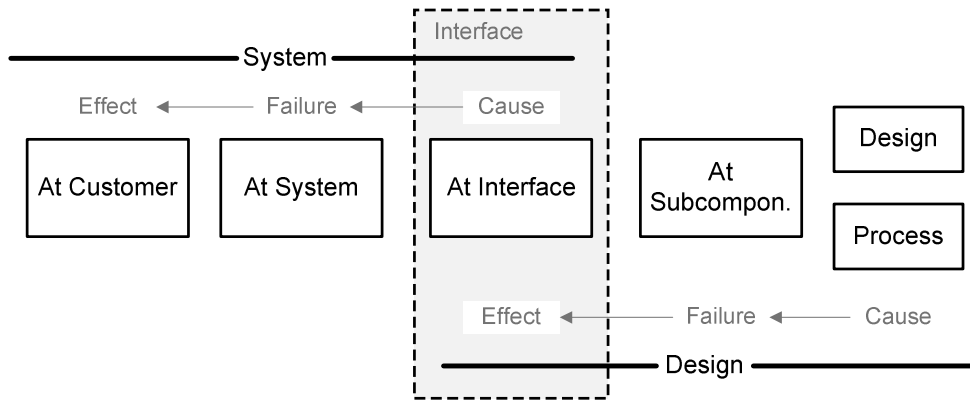 Interface
System
Effect
Failure
Cause
At Customer
At System
At Interface
At
Subcompon.
Design
Process
Effect
Failure
Cause
Design